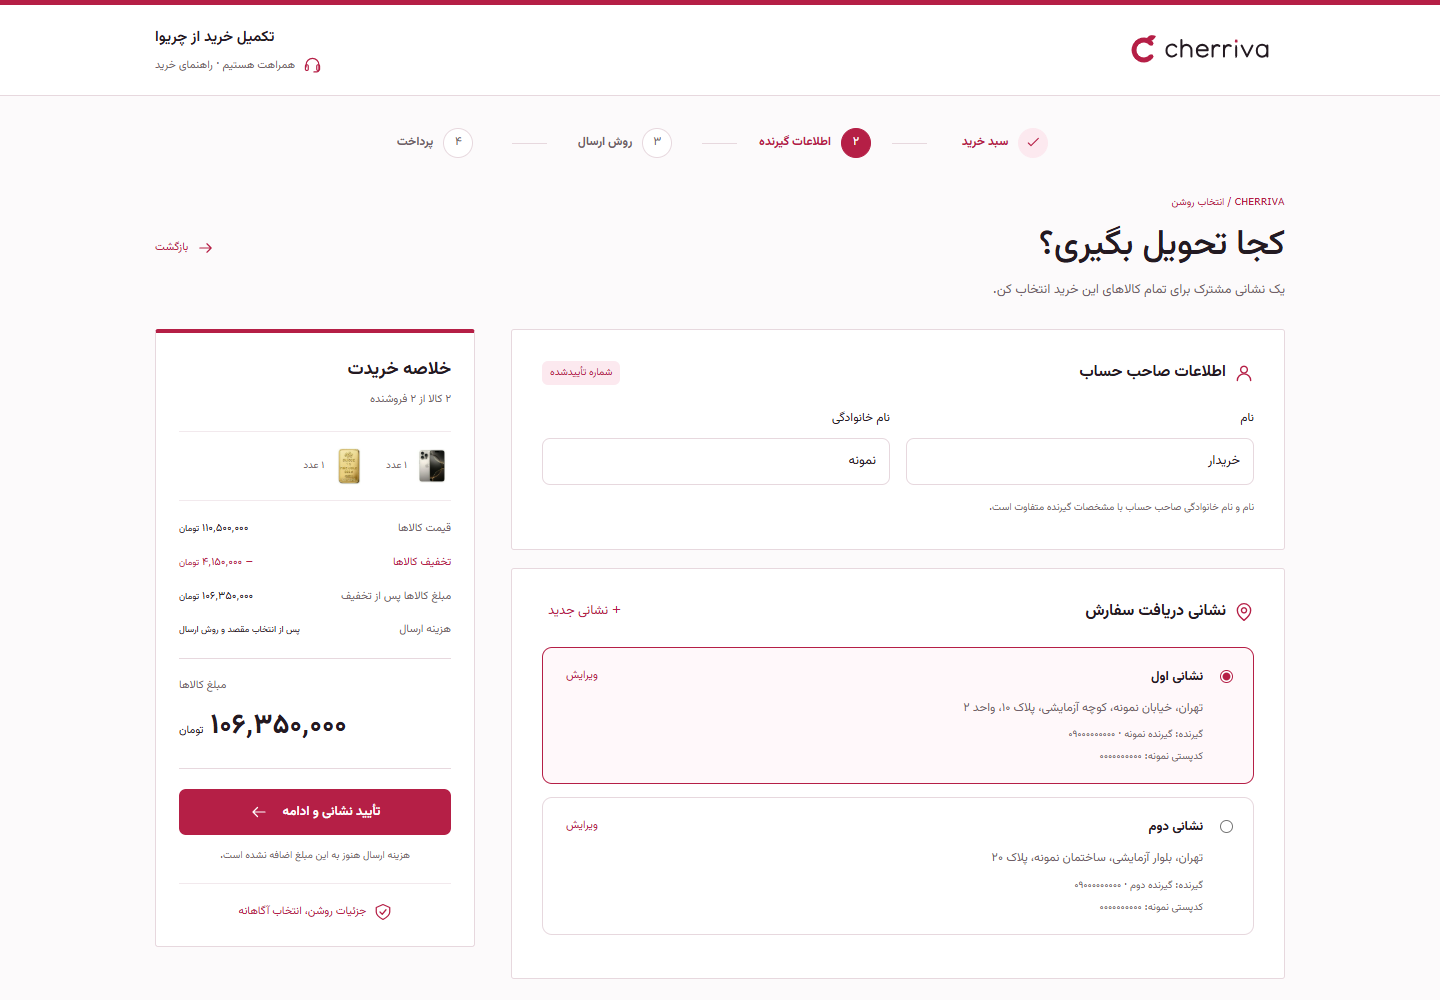 cherriva
تکمیل خرید از چریوا
همراهت هستیم · راهنمای خرید
سبد خرید
۲ اطلاعات گیرنده
۳ روش ارسال
۴ پرداخت
CHERRIVA / انتخاب روشن
کجا تحویل بگیری؟
بازگشت
یک نشانی مشترک برای تمام کالاهای این خرید انتخاب کن.
اطلاعات صاحب حساب
شماره تأییدشده
نام
نام خانوادگی
خریدار
نمونه
نام و نام خانوادگی صاحب حساب با مشخصات گیرنده متفاوت است.
نشانی دریافت سفارش
+ نشانی جدید
نشانی اول
ویرایش
تهران، خیابان نمونه، کوچه آزمایشی، پلاک ۱۰، واحد ۲
گیرنده: گیرنده نمونه · ۰۹۰۰۰۰۰۰۰۰۰
کدپستی نمونه: ۰۰۰۰۰۰۰۰۰۰
نشانی دوم
ویرایش
تهران، بلوار آزمایشی، ساختمان نمونه، پلاک ۲۰
گیرنده: گیرنده دوم · ۰۹۰۰۰۰۰۰۰۰۰
کدپستی نمونه: ۰۰۰۰۰۰۰۰۰۰
خلاصه خریدت
۲ کالا از ۲ فروشنده
۱ عدد
۱ عدد
قیمت کالاها
۱۱۰,۵۰۰,۰۰۰ تومان
تخفیف کالاها
− ۴,۱۵۰,۰۰۰ تومان
مبلغ کالاها پس از تخفیف
۱۰۶,۳۵۰,۰۰۰ تومان
هزینه ارسال
پس از انتخاب مقصد و روش ارسال
مبلغ کالاها
۱۰۶,۳۵۰,۰۰۰ تومان
تأیید نشانی و ادامه
هزینه ارسال هنوز به این مبلغ اضافه نشده است.
جزئیات روشن، انتخاب آگاهانه